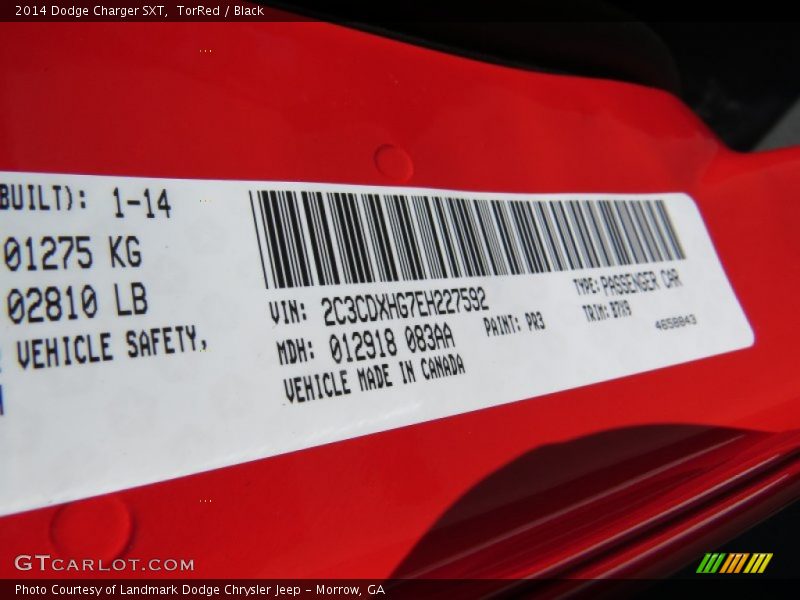 2014 Dodge Charger SXT, TorRed / Black
BUILT): 1-14
01275 KG
02810 LB
VEHICLE SAFETY,
VIN: 2C3CDXHG7EH227592
TYPE: PASSENGER CAR
MDH: 012918 083AA
PAINT: PR3
TRIM:
4658843
VEHICLE MADE IN CANADA
GTCARLOT.COM
Photo Courtesy of Landmark Dodge Chrysler Jeep - Morrow, GA